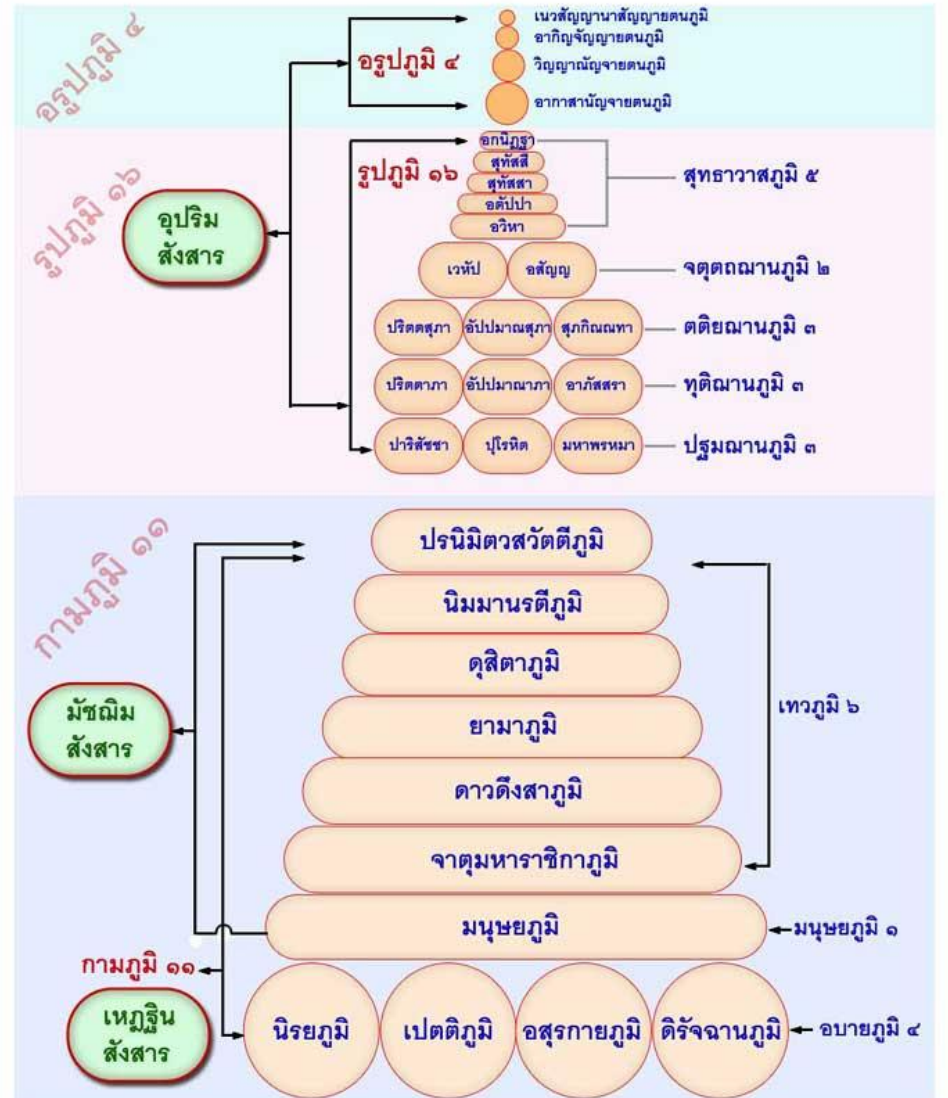 อรูปภูมิ ๔
เนวสัญญานาสัญญายตนภูมิ
อากิญจัญญายตนภูมิ
อรูปภูมิ ๔
วิญญาณัญจายตนภูมิ
อากาสานัญจายตนภูมิ
รูปภูมิ ๑๖
รูปภูมิ ๑๖
อกนิฏฐา
สุทัสสี
สุทัสสา
อตัปปา
อวิหา
สุทธาวาสภูมิ ๕
อุปริม
สังสาร
เวหัป อสัญญ จตุตถฌานภูมิ ๒
ปริตตสุภา อัปปมาณสุภา สุภกิณณหา ตติยฌานภูมิ ๓
ปริตตาภา อัปปมาณาภา อาภัสสรา ทุติฌานภูมิ ๓
ปาริสัชชา ปุโรหิต มหาพรหมา ปฐมฌานภูมิ ๓
กามภูมิ ๑๑
ปรนิมิตวสวัตตีภูมิ
นิมมานรตีภูมิ
ดุสิตาภูมิ
มัชฌิม
สังสาร
ยามาภูมิ
เทวภูมิ ๖
ดาวดึงสาภูมิ
จาตุมหาราชิกาภูมิ
มนุษยภูมิ มนุษยภูมิ ๑
กามภูมิ ๑๑
เหฏฐิน
สังสาร
นิรยภูมิ เปตติภูมิ อสุรกายภูมิ ดิรัจฉานภูมิ อบายภูมิ ๔